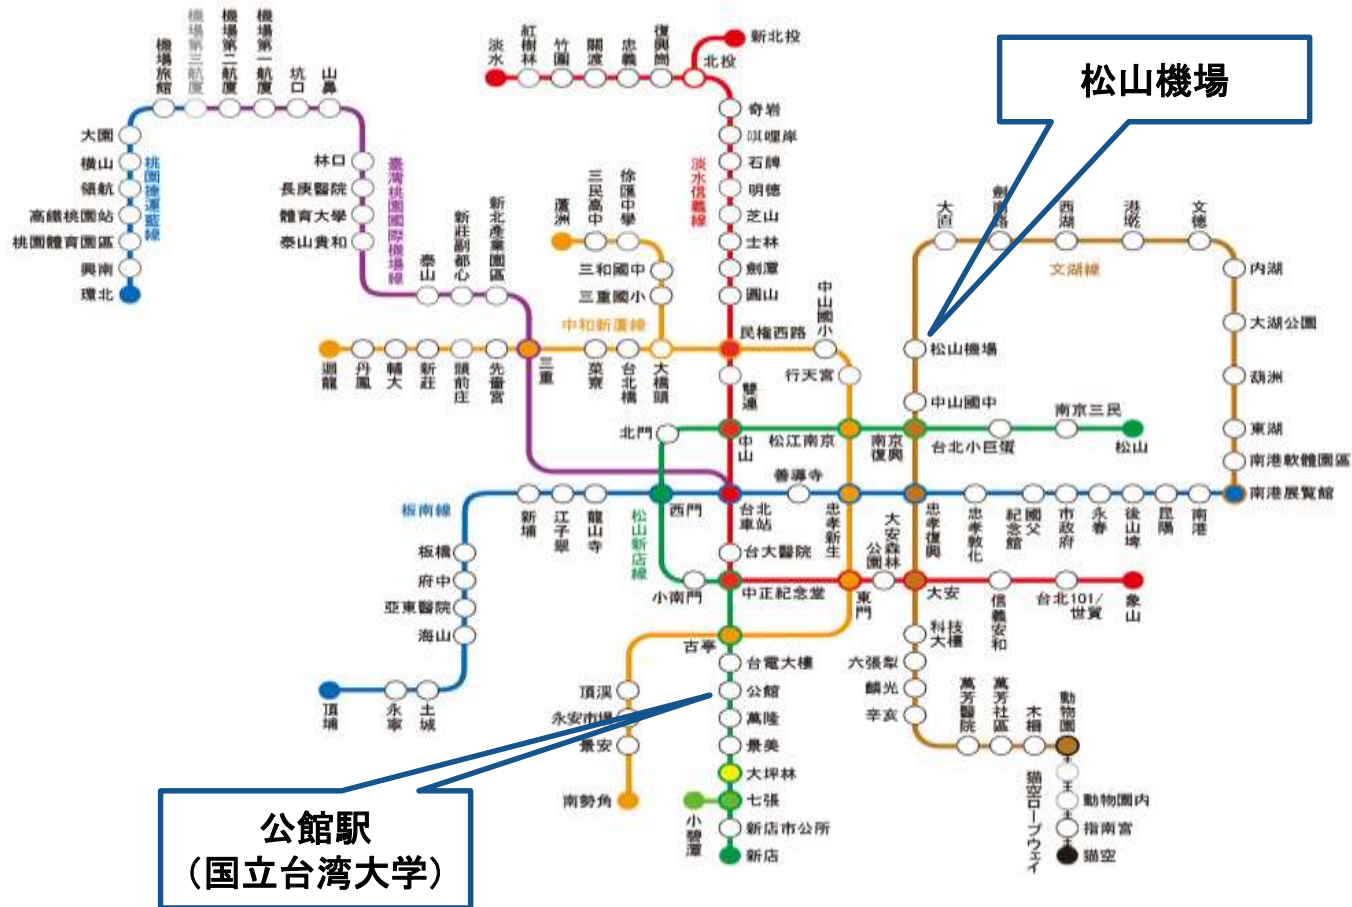 松山機場
公館駅
（国立台湾大学）
機場旅館
機場第三航廈
機場第二航廈
機場第一航廈
坑口
山鼻
大園
橫山
領航
高鐵桃園站
桃園體育園區
興南
環北
桃園捷運藍線
林口
長庚醫院
體育大學
泰山貴和
臺灣桃園國際機場線
泰山
新莊副都心
新北產業園區
淡水
紅樹林
竹圍
關渡
忠義
復興崗
北投
新北投
奇岩
唭哩岸
石牌
明德
芝山
士林
劍潭
圓山
淡水信義線
蘆洲
三民高中
徐匯中學
三和國中
三重國小
中和新蘆線
迴龍
丹鳳
輔大
新莊
頭前庄
先嗇宮
三重
菜寮
台北橋
大橋頭
民權西路
中山國小
行天宮
雙連
大直
劍南路
西湖
港墘
文德
文湖線
內湖
大湖公園
葫洲
東湖
南港軟體園區
南港展覧館
松山機場
中山國中
北門
中山
松江南京
南京
復興
台北小巨蛋
南京三民
松山
板南線
新埔
江子翠
龍山寺
西門
台北
車站
善導寺
忠孝新生
忠孝復興
忠孝敦化
國父
紀念館
市政府
永春
後山埤
昆陽
南港
松山新店線
板橋
府中
亞東醫院
海山
土城
永寧
頂埔
台大醫院
小南門
中正紀念堂
東門
大安森林
公園
大安
信義安和
台北101/
世貿
象山
古亭
台電大樓
公館
萬隆
景美
大坪林
七張
小碧潭
新店市公所
新店
頂溪
永安市場
景安
南勢角
科技
大樓
六張犁
麟光
辛亥
萬芳醫院
萬芳社區
木柵
動物園
猫空ロープウェイ
動物園內
指南宮
猫空